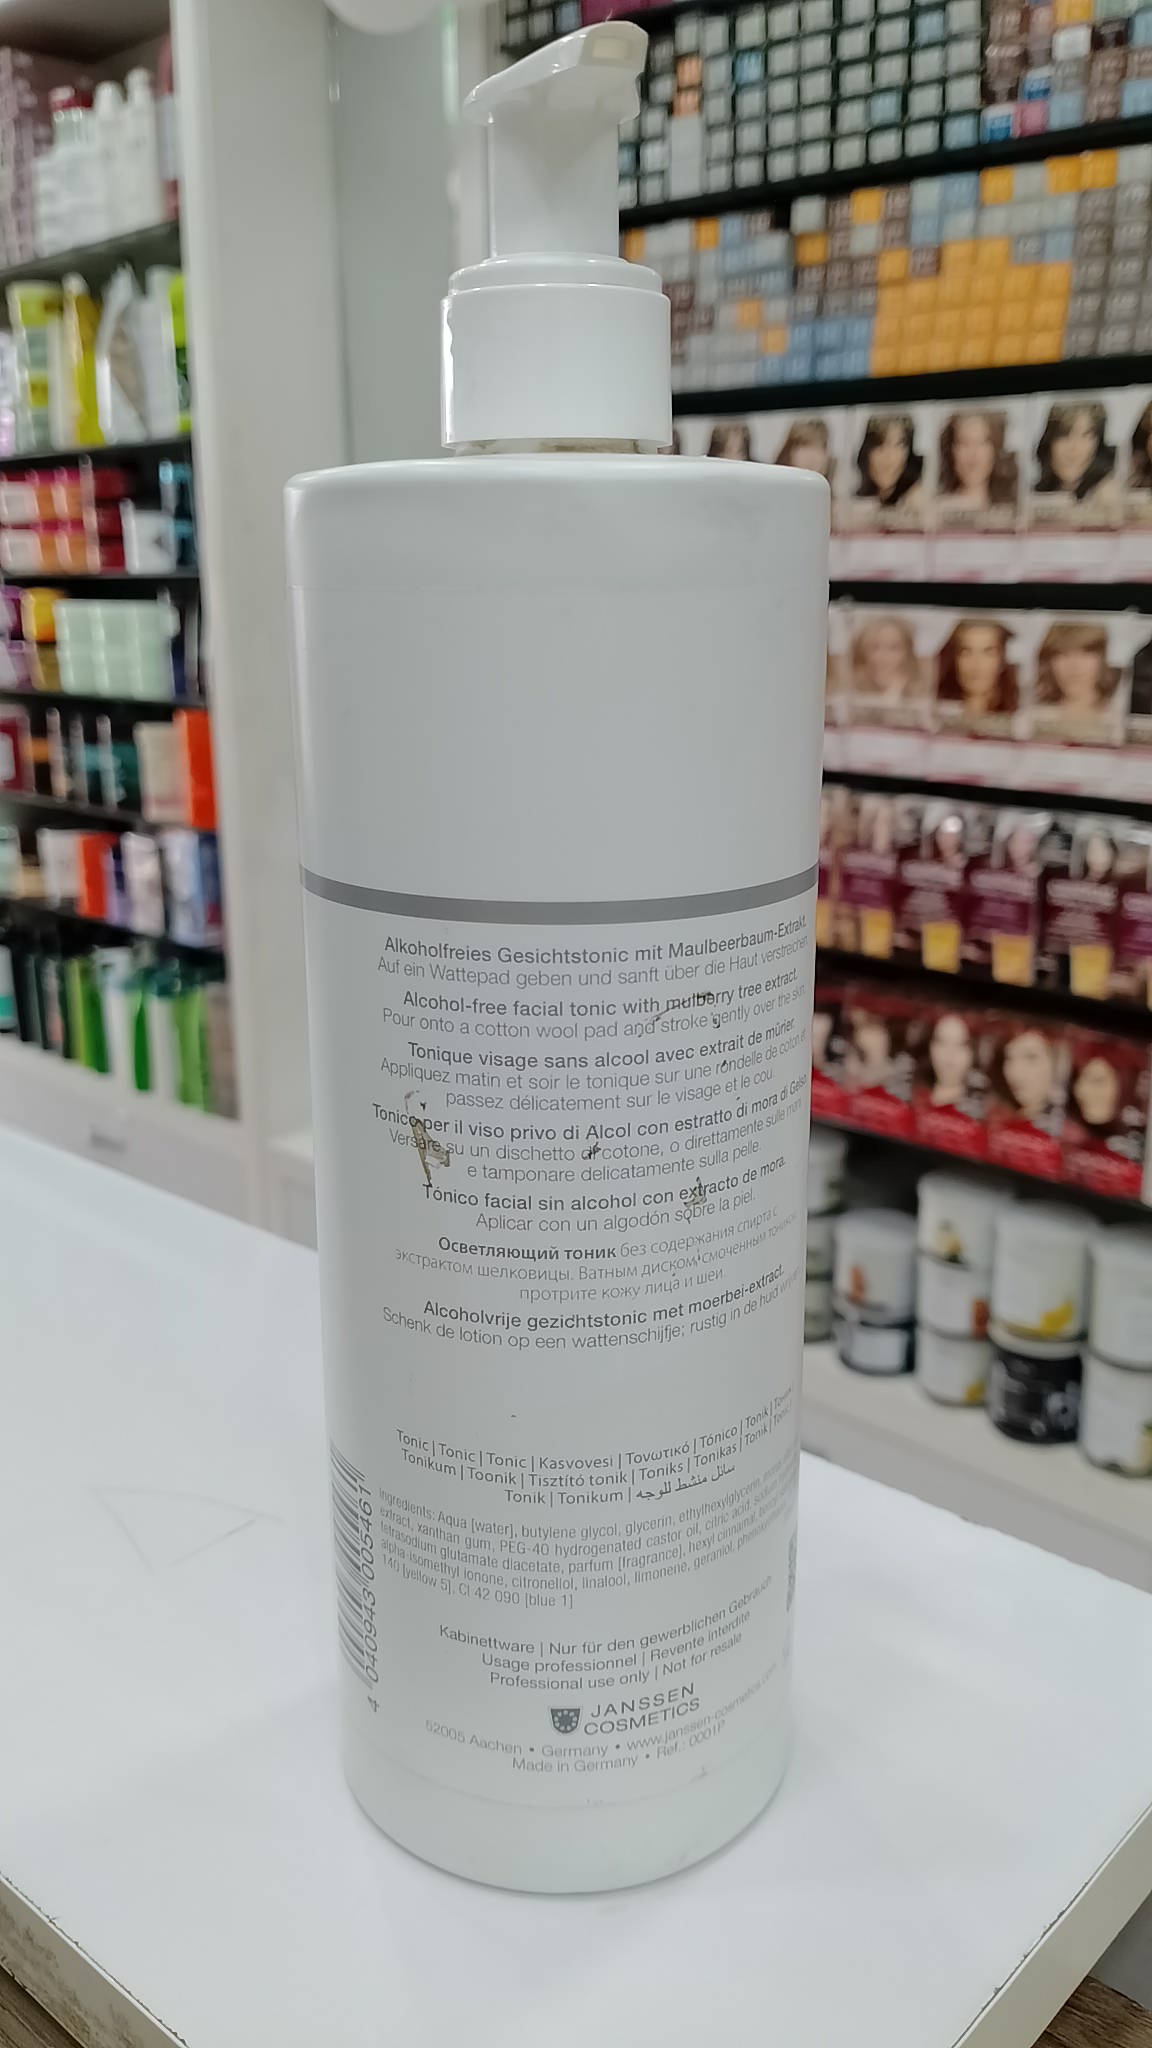 Alkoholfreies Gesichtstonic mit Maulbeerbaum-Extrakt.
Auf ein Wattepad geben und sanft über die Haut verstreichen.
Alcohol-free facial tonic with mulberry tree extract.
Pour onto a cotton wool pad and stroke gently over the skin.
Tonique visage sans alcool avec extrait de mûrier.
Appliquez matin et soir le tonique sur une rondelle de coton et
passez délicatement sur le visage et le cou.
Tonico per il viso privo di Alcol con estratto di mora di Gelso.
Versare su un dischetto di cotone, o direttamente sulle mani
e tamponare delicatamente sulla pelle.
Tónico facial sin alcohol con extracto de mora.
Aplicar con un algodón sobre la piel.
Осветляющий тоник без содержания спирта с
экстрактом шелковицы. Ватным диском, смоченным тоником,
протрите кожу лица и шеи.
Alcoholvrije gezichtstonic met moerbei-extract.
Schenk de lotion op een wattenschijfje; rustig in de huid
Tonic | Tonic | Tonic | Kasvovesi | Τονωτικό | Tónico | Tonik | Tonik |
Tonikum | Toonik | Tisztító tonik | Toniks | Tonikas | Tonik | Tonic |
Tonik | Tonikum | سائل منشط للوجه
Ingredients: Aqua [water], butylene glycol, glycerin, ethylhexylglycerin,
extract, xanthan gum, PEG-40 hydrogenated castor oil, citric acid, sodium
tetrasodium glutamate diacetate, parfum [fragrance], hexyl cinnamal,
alpha-isomethyl ionone, citronellol, linalool, limonene, geraniol,
140 [yellow 5], CI 42 090 [blue 1]
Kabinettware | Nur für den gewerblichen Gebrauch
Usage professionnel | Revente interdite
Professional use only | Not for resale
JANSSEN
COSMETICS
52005 Aachen • Germany • www.janssen-cosmetics.com
Made in Germany • Ref.: 0001P
4 040943 005461